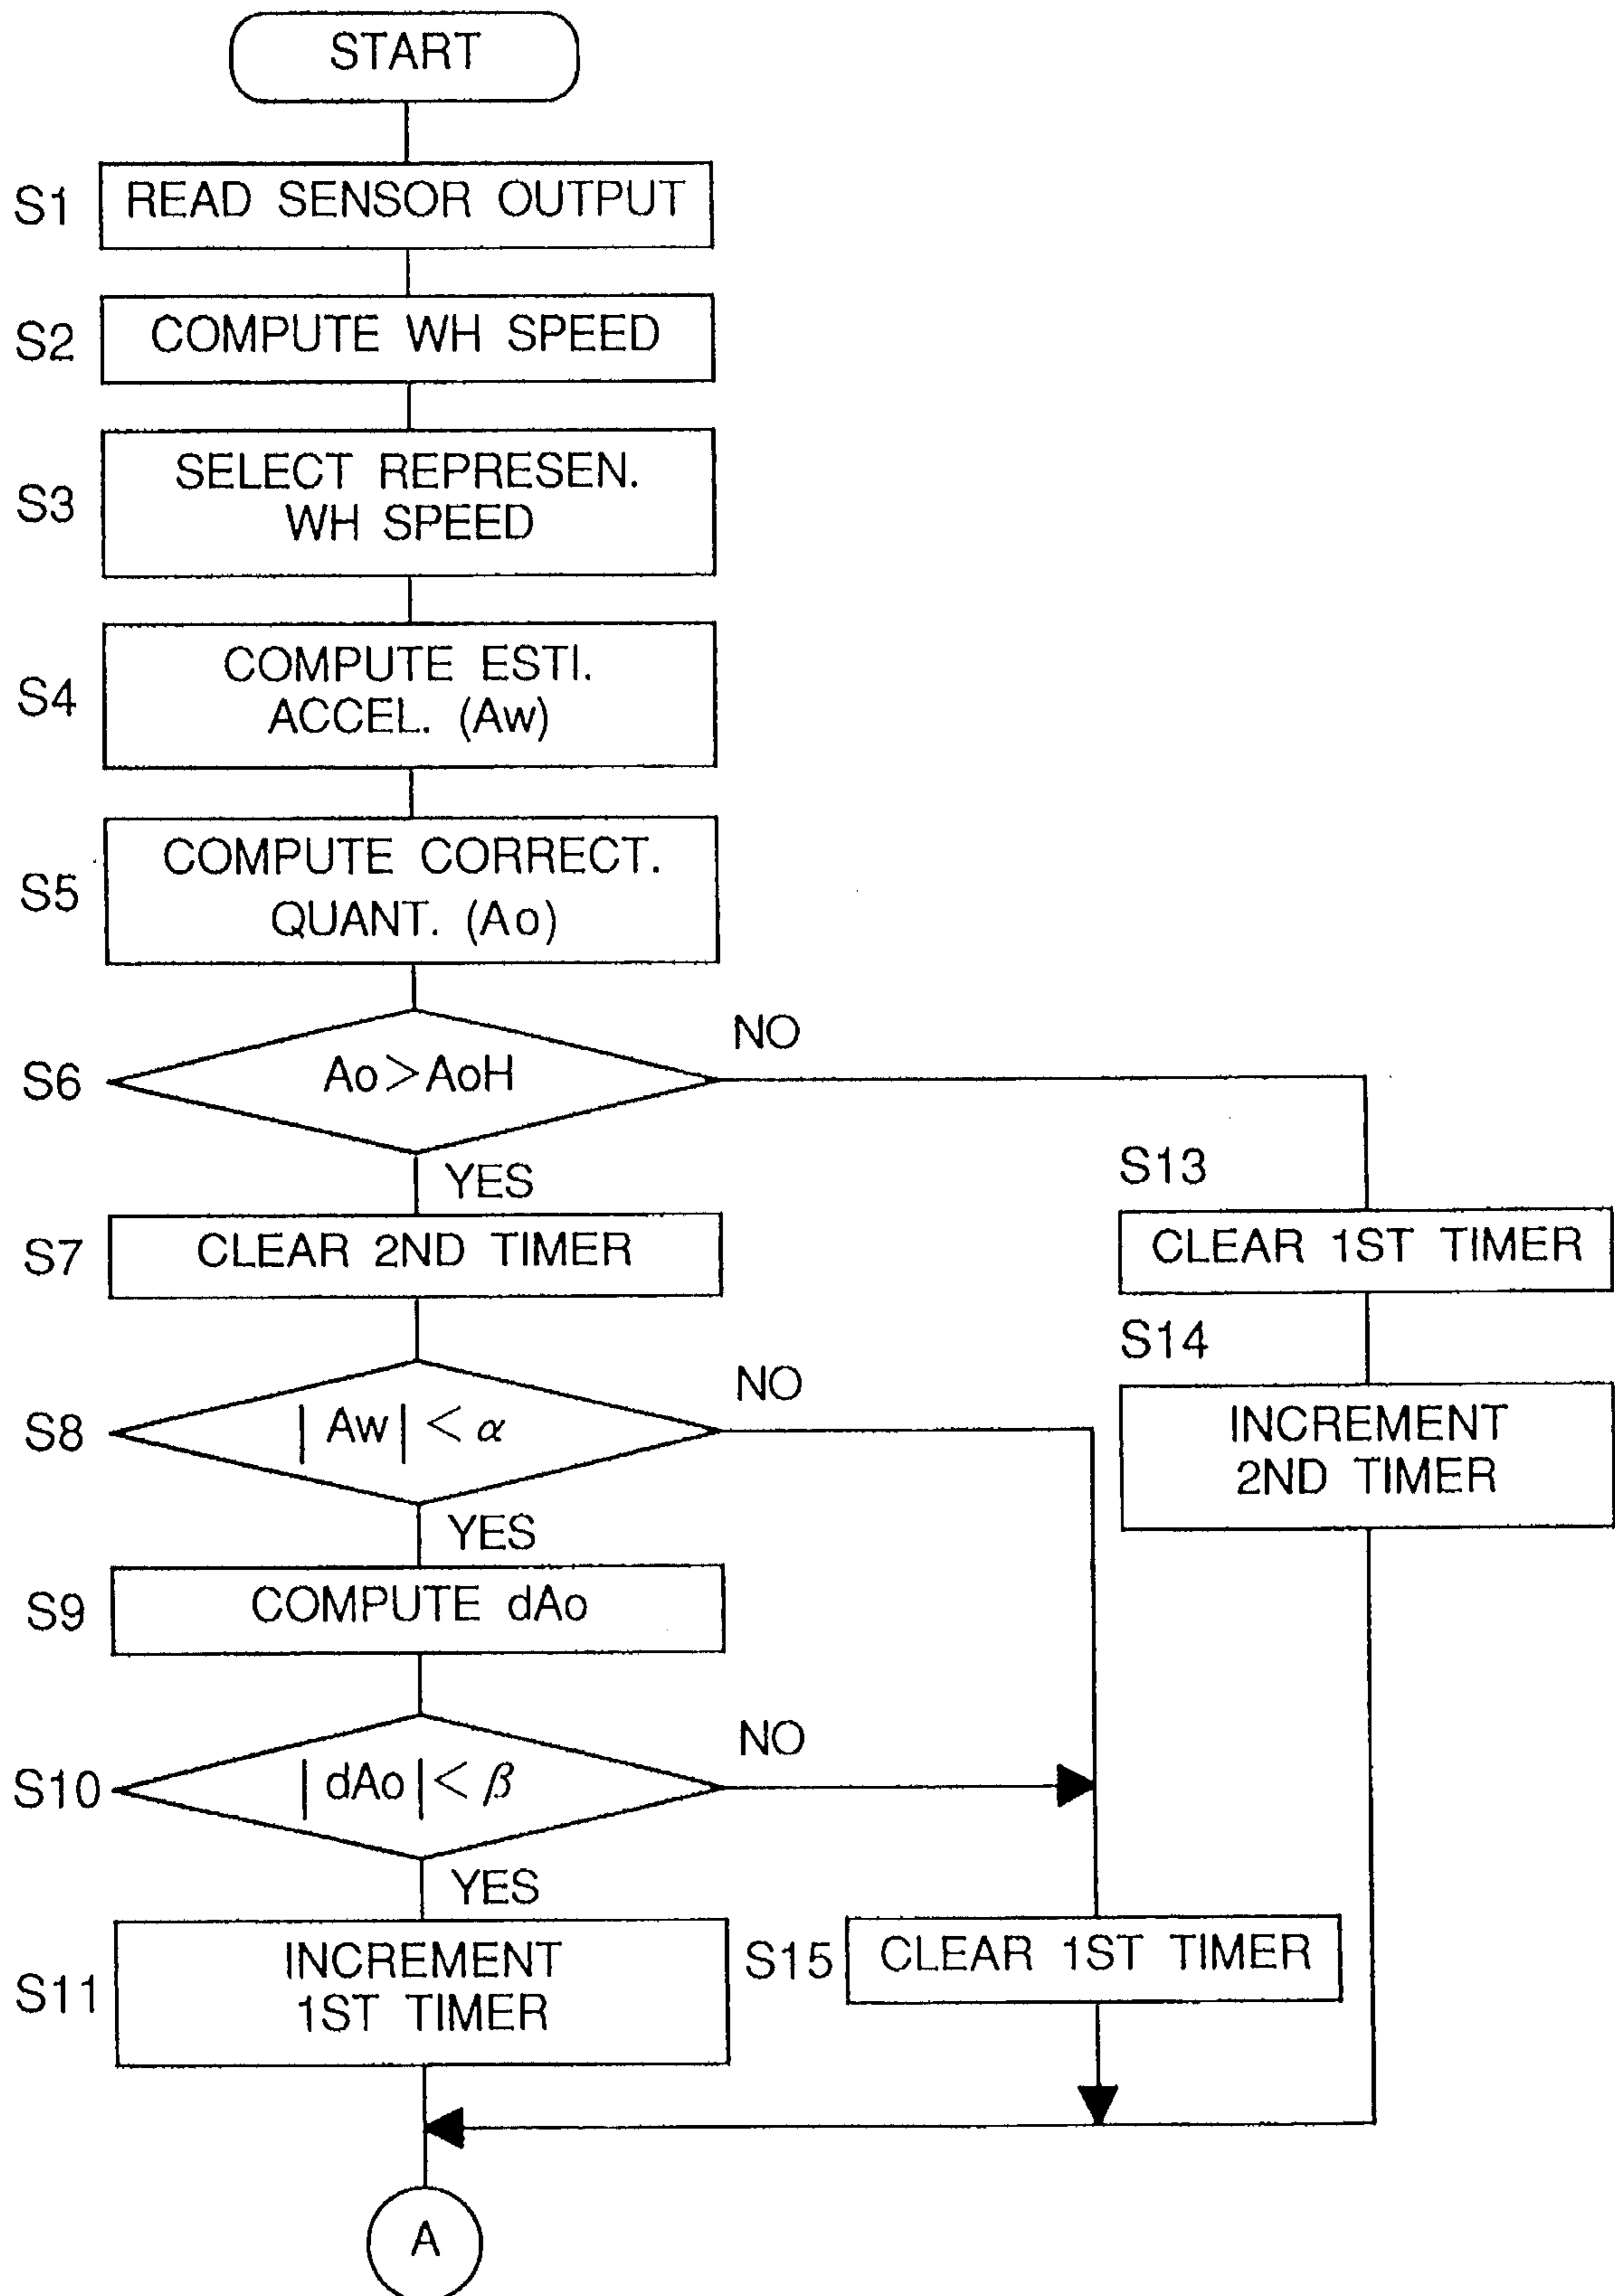 START
S1
READ SENSOR OUTPUT
S2
COMPUTE WH SPEED
S3
SELECT REPRESEN.
WH SPEED
S4
COMPUTE ESTI.
ACCEL. (Aw)
S5
COMPUTE CORRECT.
QUANT. (Ao)
S6
Ao>AoH
NO
YES
S13
CLEAR 1ST TIMER
S7
CLEAR 2ND TIMER
S14
INCREMENT
2ND TIMER
S8
| Aw | < α
NO
YES
S9
COMPUTE dAo
S10
| dAo | < β
NO
YES
S11
INCREMENT
1ST TIMER
S15
CLEAR 1ST TIMER
A